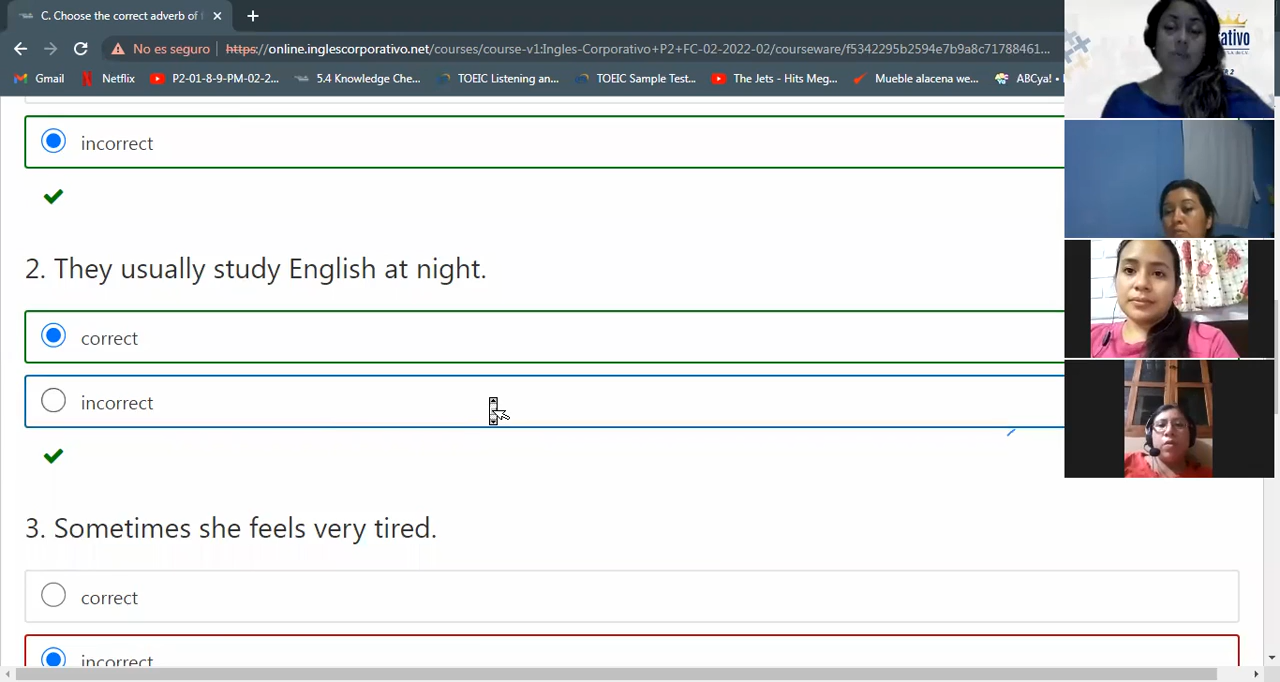 C. Choose the correct adverb of f
No es seguro
https://online.inglescorporativo.net/courses/course-v1:Ingles-Corporativo+P2+FC-02-2022-02/courseware/f5342295b2594e7b9a8c71788461...
Gmail
Netflix
P2-01-8-9-PM-02-2...
5.4 Knowledge Che...
TOEIC Listening an...
TOEIC Sample Test...
The Jets - Hits Meg...
Mueble alacena we...
ABCya! •
rativo
incorrect
2. They usually study English at night.
correct
incorrect
3. Sometimes she feels very tired.
correct
incorrect